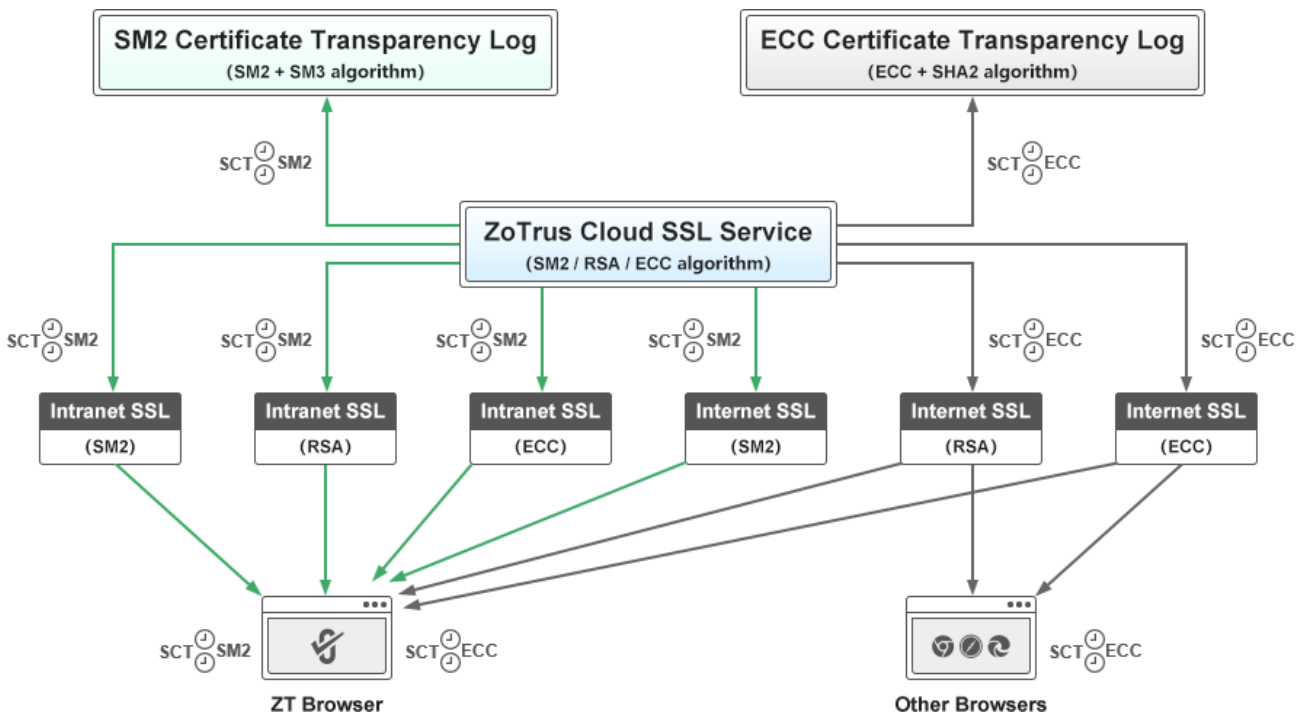 SM2 Certificate Transparency Log
(SM2 + SM3 algorithm)
ECC Certificate Transparency Log
(ECC + SHA2 algorithm)
SCT SM2
SCT ECC
ZoTrus Cloud SSL Service
(SM2 / RSA / ECC algorithm)
SCT SM2
SCT SM2
SCT SM2
SCT SM2
SCT ECC
SCT ECC
Intranet SSL
(SM2)
Intranet SSL
(RSA)
Intranet SSL
(ECC)
Internet SSL
(SM2)
Internet SSL
(RSA)
Internet SSL
(ECC)
SCT SM2
SCT ECC
SCT ECC
ZT Browser
Other Browsers